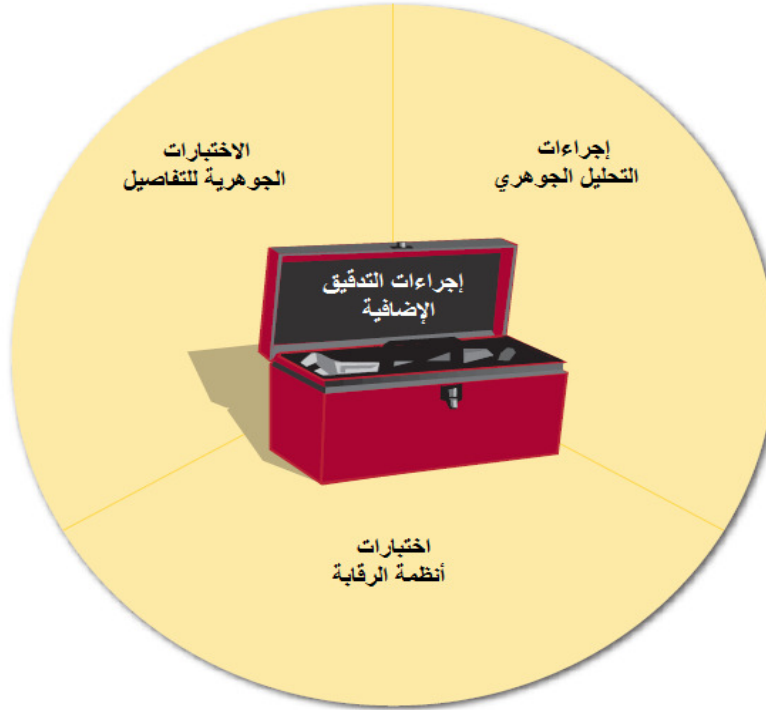 إجراءات
التحليل الجوهري
الاختبارات
الجوهرية للتفاصيل
إجراءات التدقيق
الإضافية
اختبارات
أنظمة الرقابة